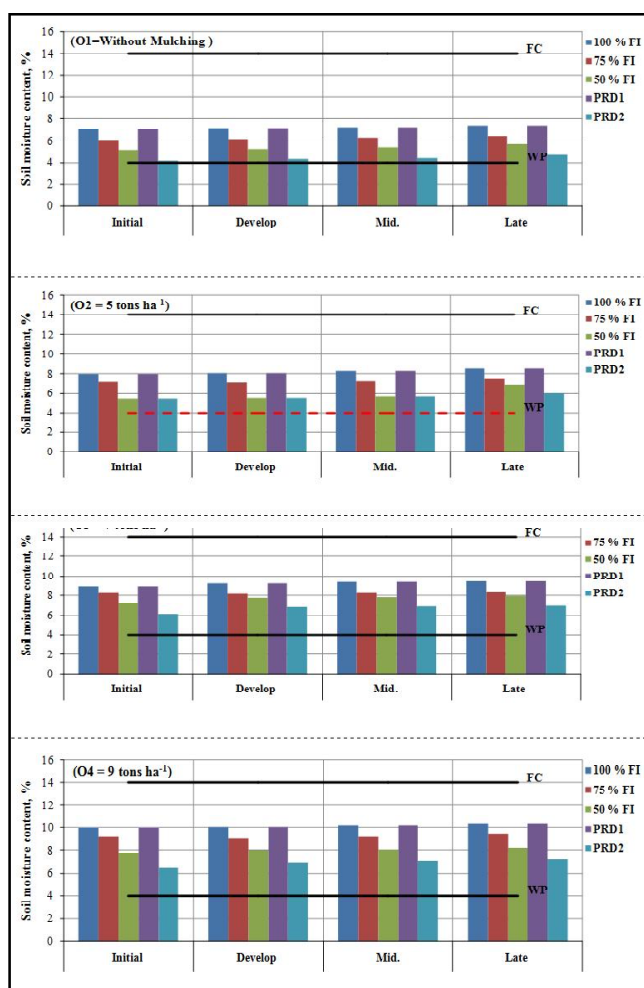 (O1–Without Mulching )
Soil moisture content, %
16
14
12
10
8
6
4
2
0
FC
WP
Initial
Develop
Mid.
Late
100 % FI
75 % FI
50 % FI
PRD1
PRD2
(O2 = 5 tons ha-1)
Soil moisture content, %
16
14
12
10
8
6
4
2
0
FC
WP
Initial
Develop
Mid.
Late
100 % FI
75 % FI
50 % FI
PRD1
PRD2
Soil moisture content, %
14
12
10
8
6
4
2
0
FC
WP
Initial
Develop
Mid.
Late
75 % FI
50 % FI
PRD1
PRD2
(O4 = 9 tons ha-1)
Soil moisture content, %
16
14
12
10
8
6
4
2
0
FC
WP
Initial
Develop
Mid.
Late
100 % FI
75 % FI
50 % FI
PRD1
PRD2